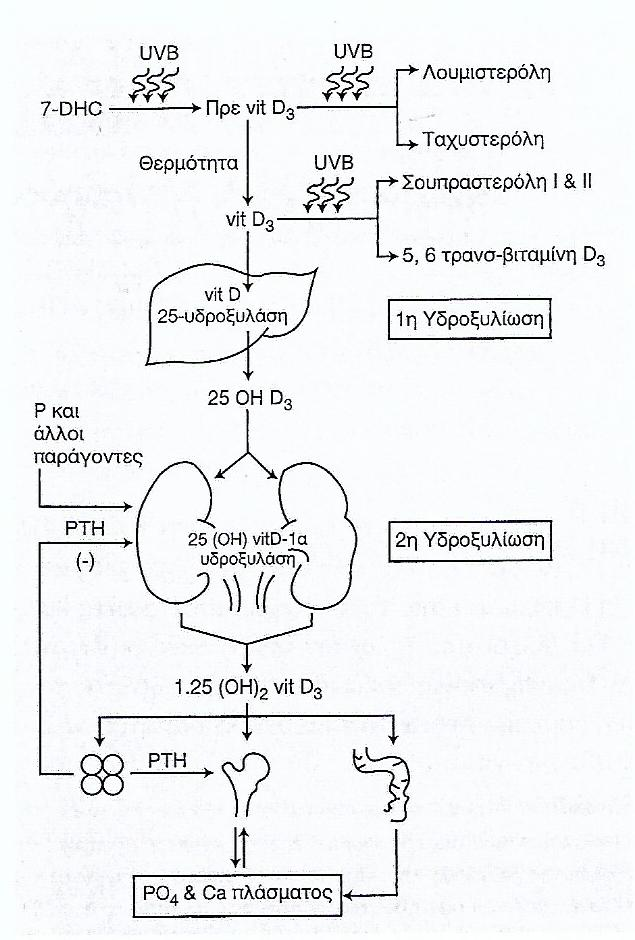 UVB
UVB
7-DHC
Πρε vit D3
Λουμιστερόλη
Ταχυστερόλη
Θερμότητα
UVB
vit D3
Σουπραστερόλη I & II
5, 6 τρανσ-βιταμίνη D3
vit D
25-υδροξυλάση
1η Υδροξυλίωση
25 OH D3
P και
άλλοι
παράγοντες
PTH
(-)
25 (OH) vitD-1α
υδροξυλάση
2η Υδροξυλίωση
1.25 (OH)2 vit D3
PTH
PO4 & Ca πλάσματος